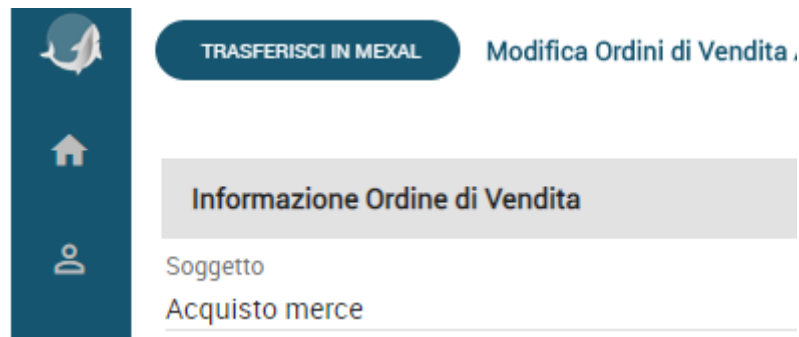 TRASFERISCI IN MEXAL Modifica Ordini di Vendita
Informazione Ordine di Vendita
Soggetto
Acquisto merce